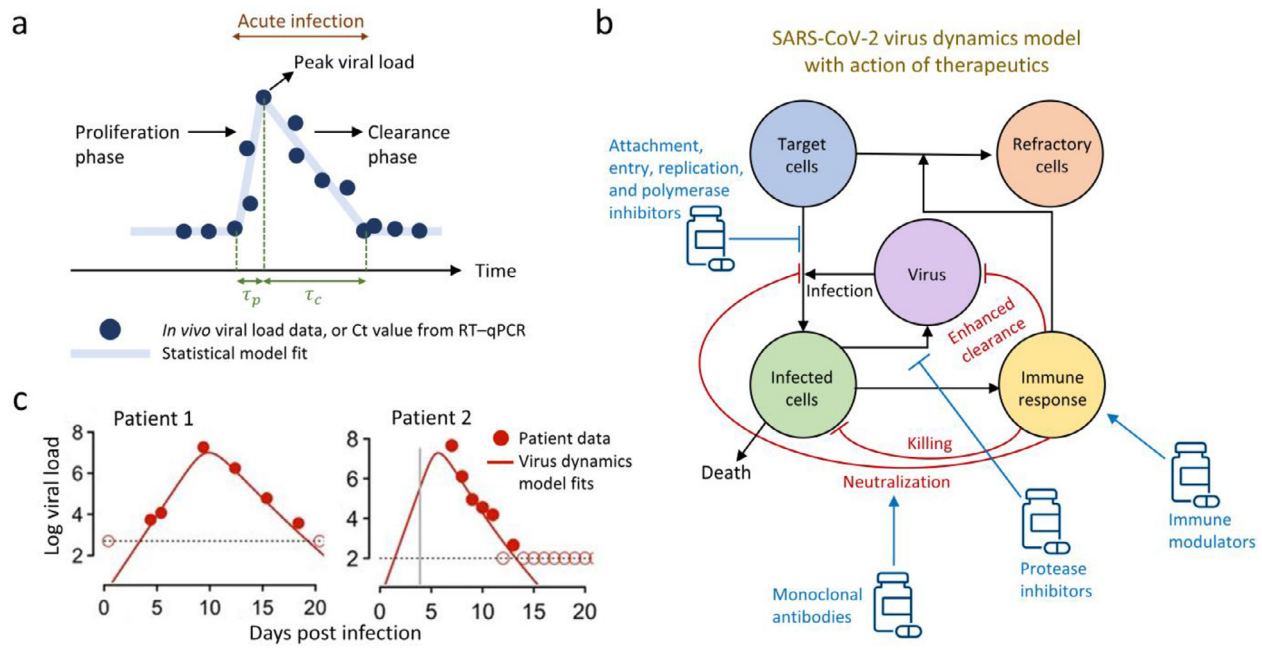 a
Acute infection
Peak viral load
Proliferation
phase
Clearance
phase
Time
τp
τc
In vivo viral load data, or Ct value from RT–qPCR
Statistical model fit
b
SARS-CoV-2 virus dynamics model
with action of therapeutics
Target
cells
Refractory
cells
Attachment,
entry, replication,
and polymerase
inhibitors
Virus
Infection
Enhanced
clearance
Infected
cells
Immune
response
Killing
Death
Neutralization
Immune
modulators
Protease
inhibitors
Monoclonal
antibodies
c
Patient 1
Patient 2
Patient data
Virus dynamics
model fits
Log viral load
8
6
4
2
0
5
10
15
20
8
6
4
2
0
5
10
15
20
Days post infection